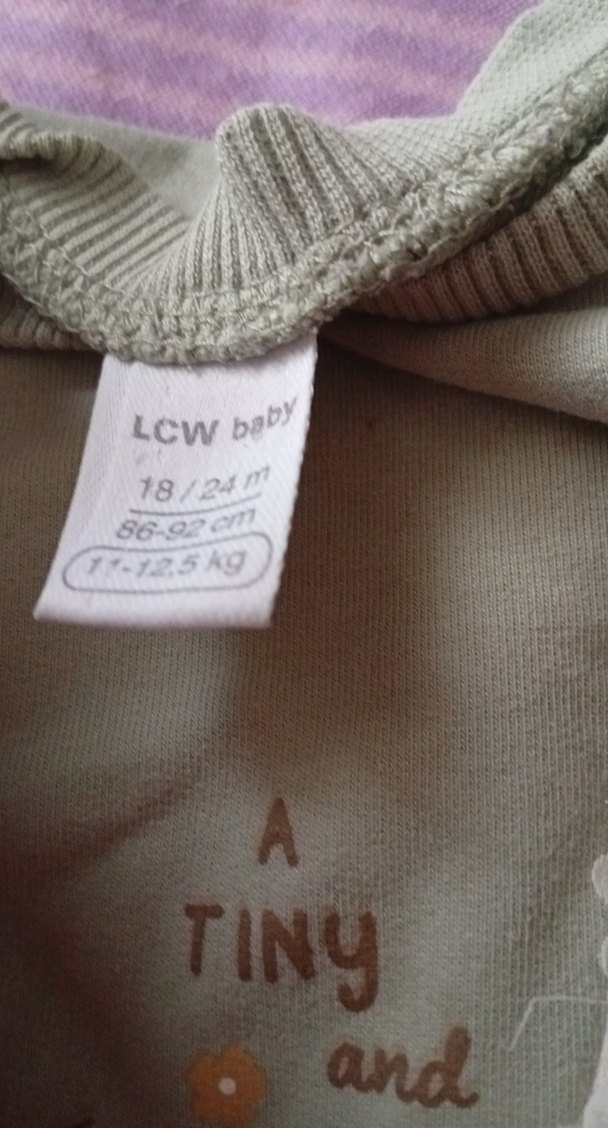 LCW baby
18/24 m
86-92 cm
11-12,5 kg
A
TINY
and